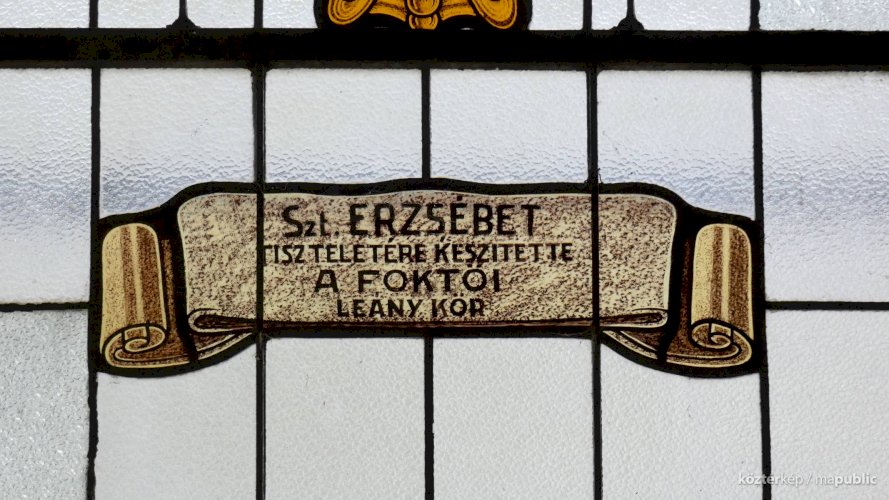 Szt. ERZSÉBET
TISZTELETÉRE KÉSZITETTE
A FOKTŐI
LEÁNY KÖR
köztérkép / mapublic